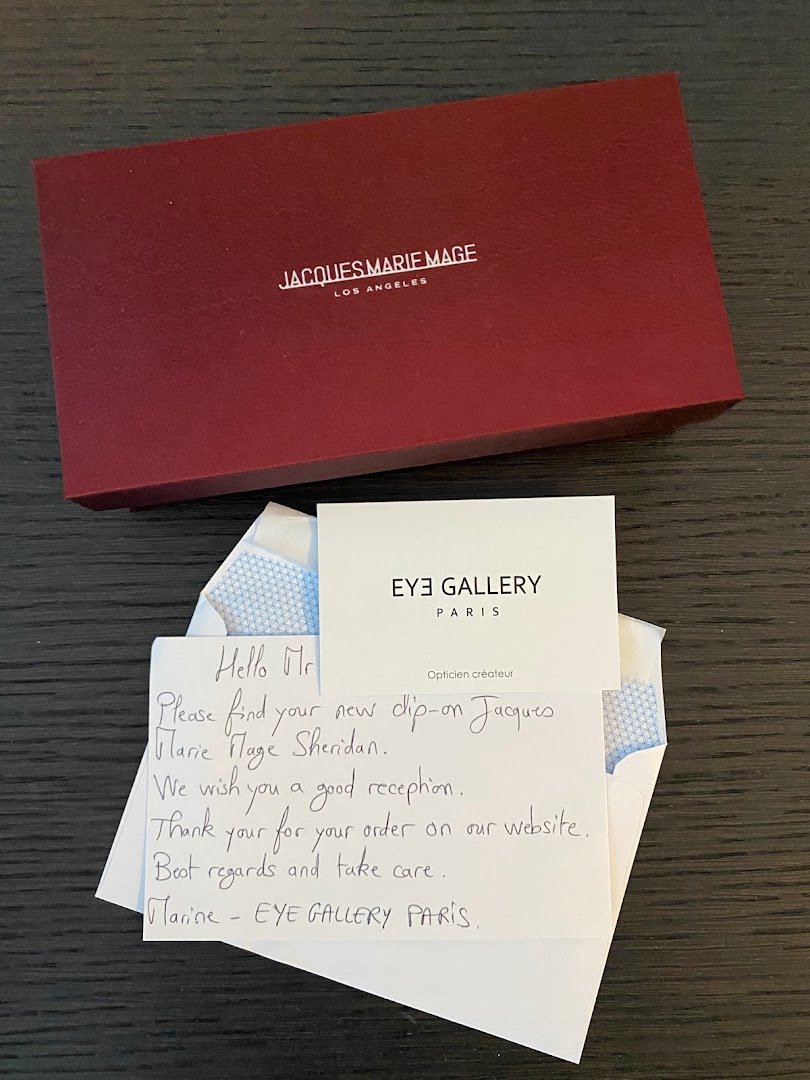 JACQUES MARIE MAGE
LOS ANGELES
EYƎ GALLERY
PARIS
Opticien créateur
Hello Mr
Please find your new clip-on Jacques
Marie Mage Sheridan.
We wish you a good reception.
Thank your for your order on our website.
Best regards and take care.
Marine - EYE GALLERY PARIS.